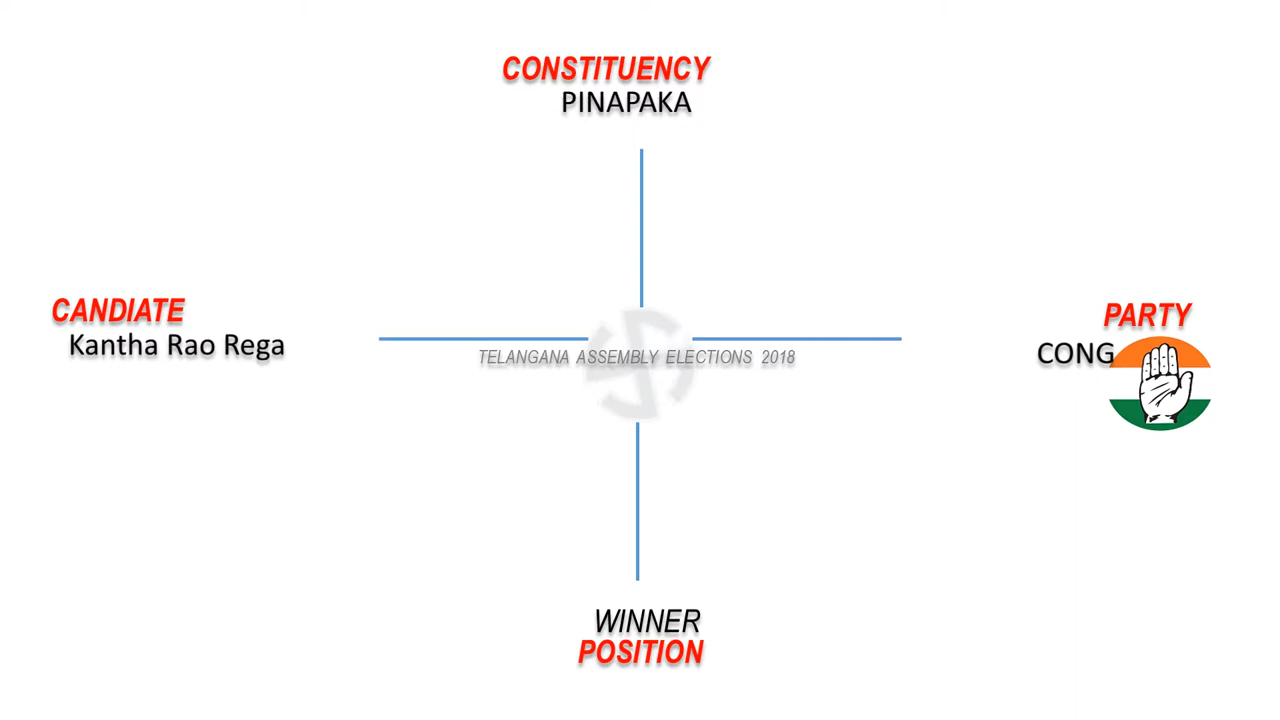 CONSTITUENCY
PINAPAKA
CANDIATE
Kantha Rao Rega
PARTY
CONG
TELANGANA ASSEMBLY ELECTIONS 2018
WINNER
POSITION